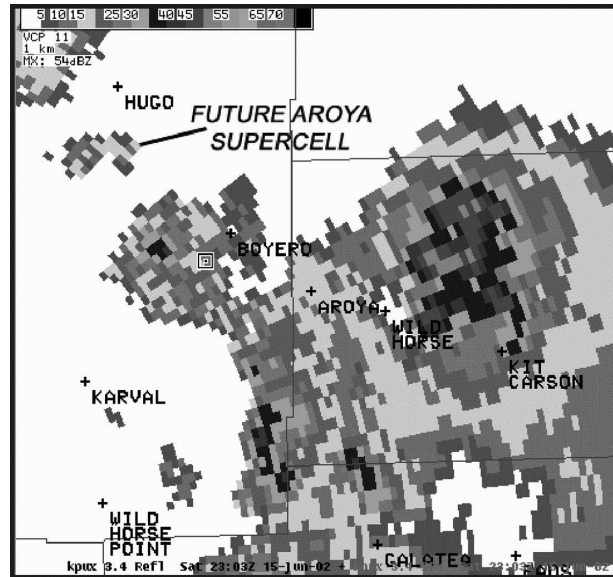 5 10 15 25 30 40 45 55 65 70
VCP 11
1 km
MX: 54dBZ
HUGO
FUTURE AROYA
SUPERCELL
BOYERO
AROYA
WILD
HORSE
KIT
CARSON
KARVAL
WILD
HORSE
POINT
GALATEA
kpux 3.4 Refl Sat 23:03Z 15-Jun-02